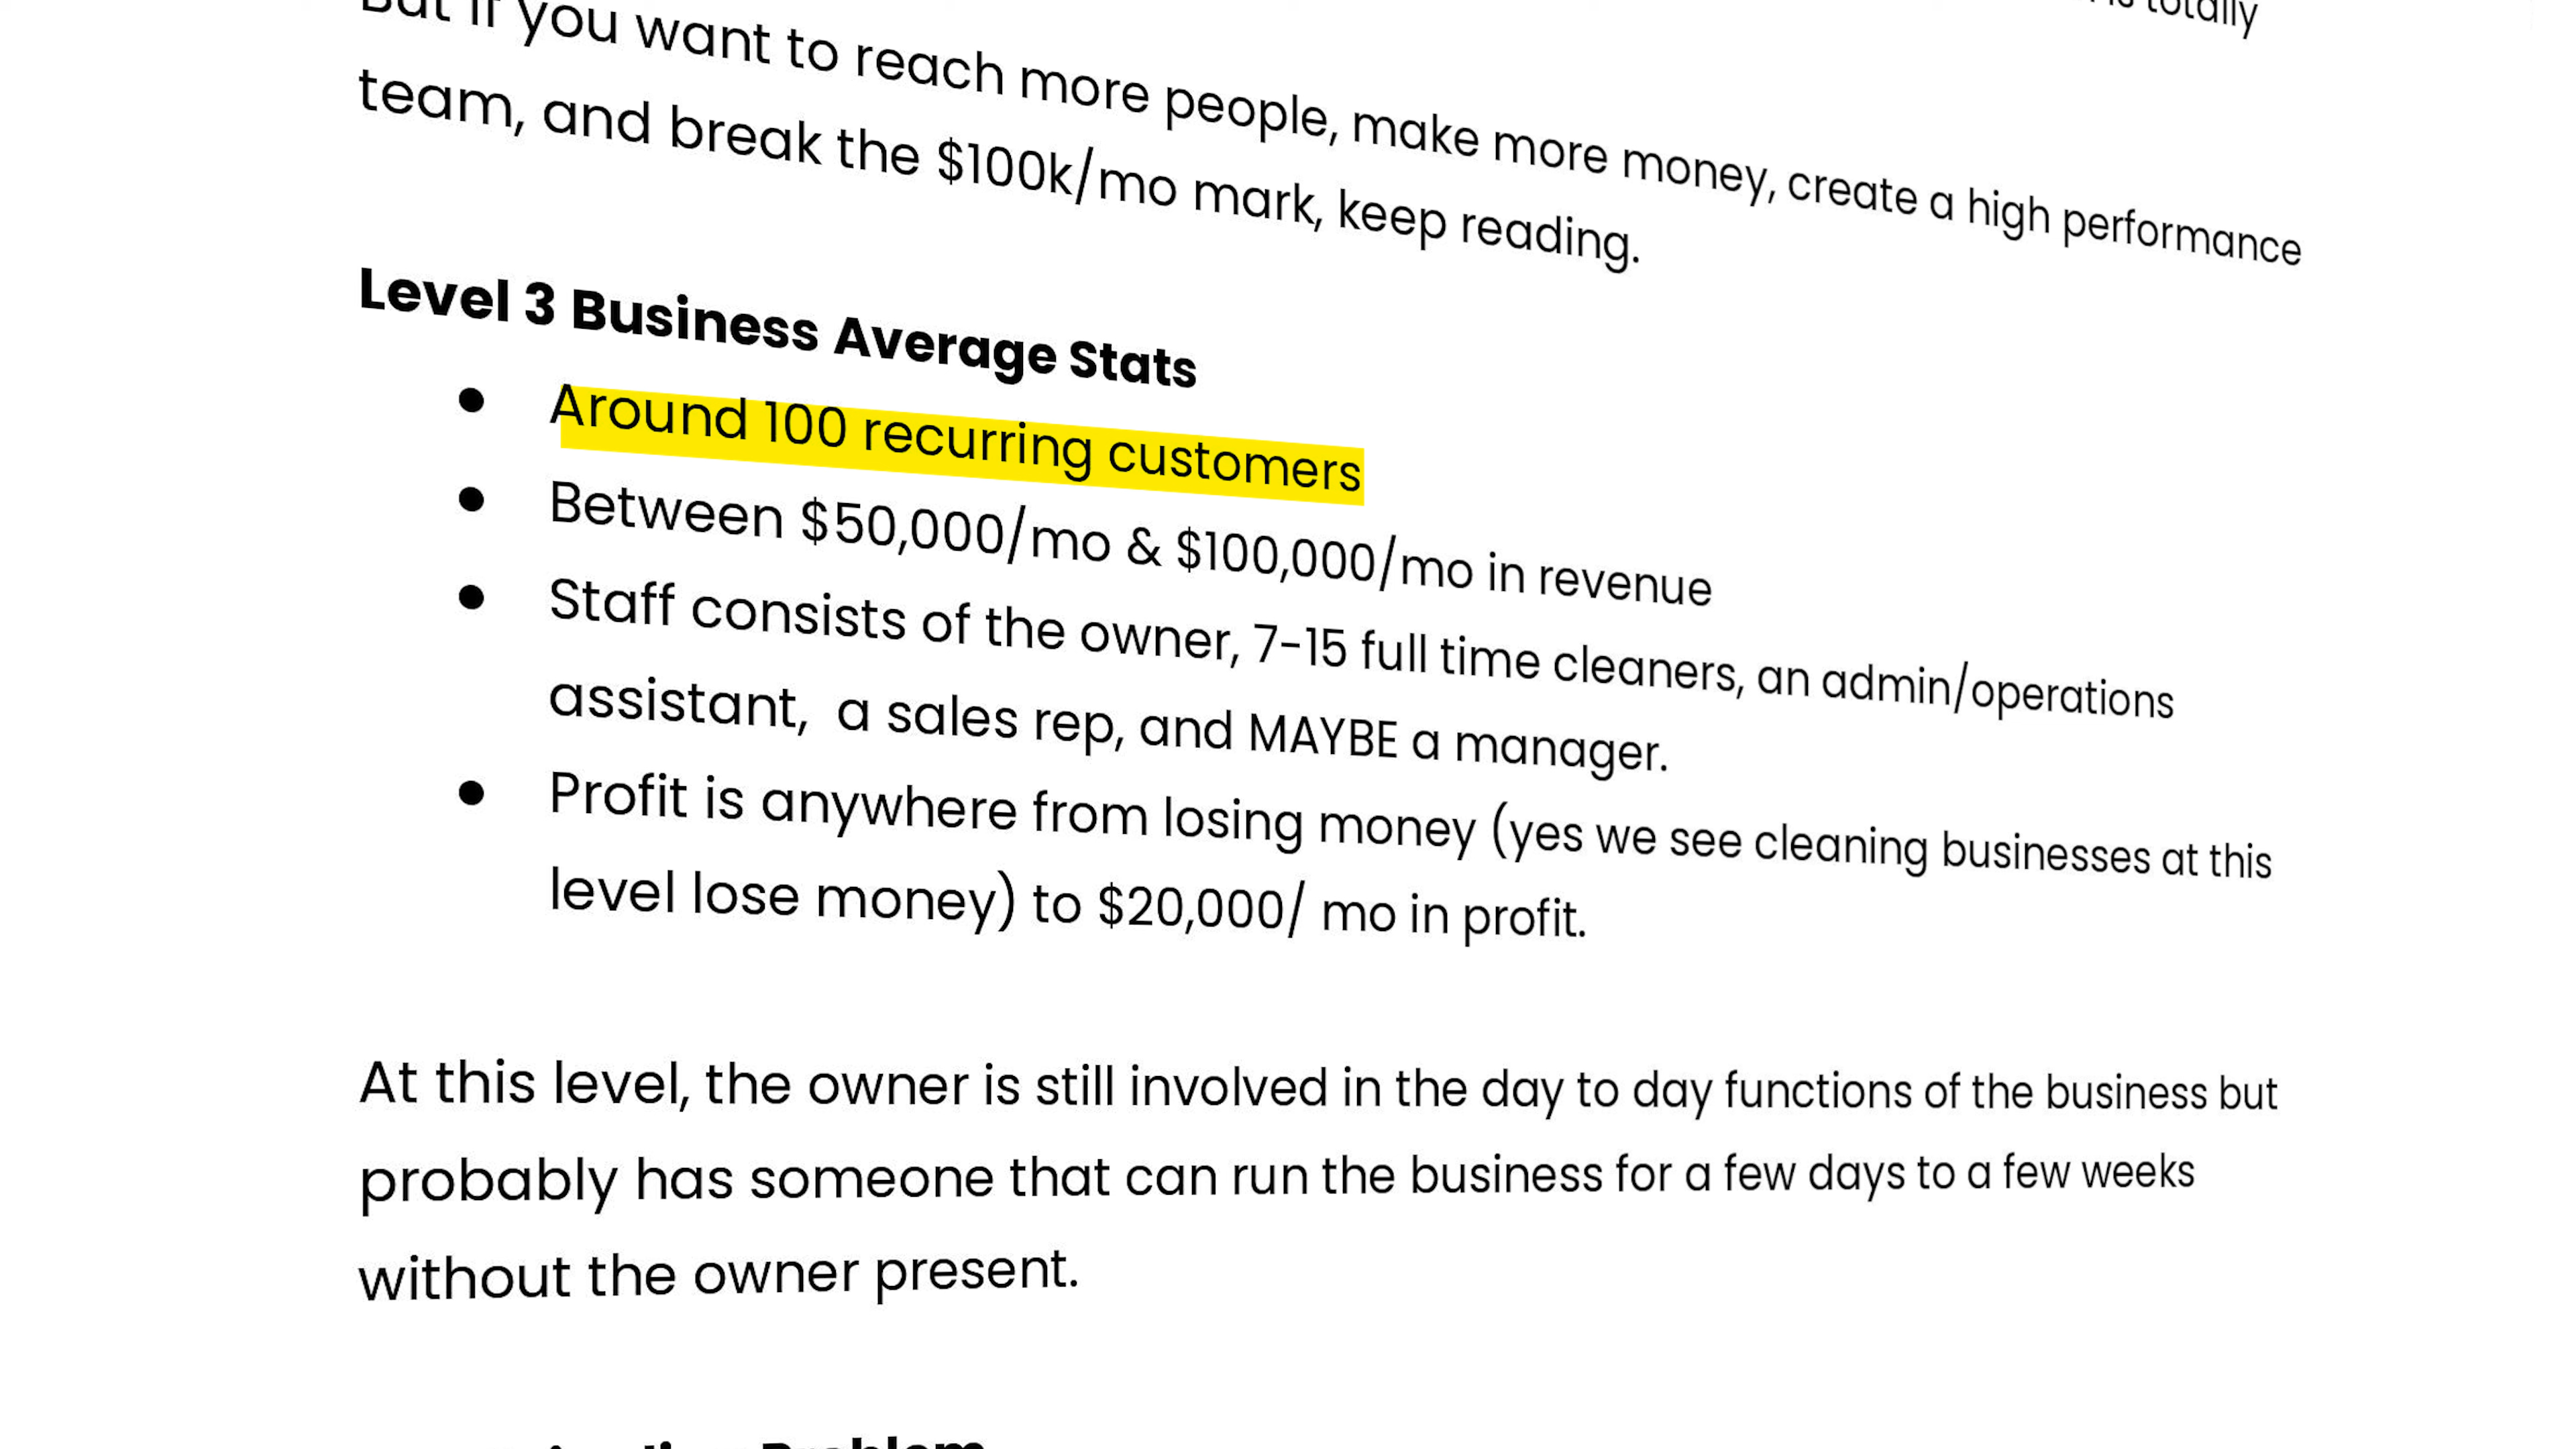 totally
But if you want to reach more people, make more money, create a high performance
team, and break the $100k/mo mark, keep reading.
Level 3 Business Average Stats
• Around 100 recurring customers
• Between $50,000/mo & $100,000/mo in revenue
• Staff consists of the owner, 7-15 full time cleaners, an admin/operations
assistant,  a sales rep, and MAYBE a manager.
• Profit is anywhere from losing money (yes we see cleaning businesses at this
level lose money) to $20,000/ mo in profit.
At this level, the owner is still involved in the day to day functions of the business but
probably has someone that can run the business for a few days to a few weeks
without the owner present.
Problem